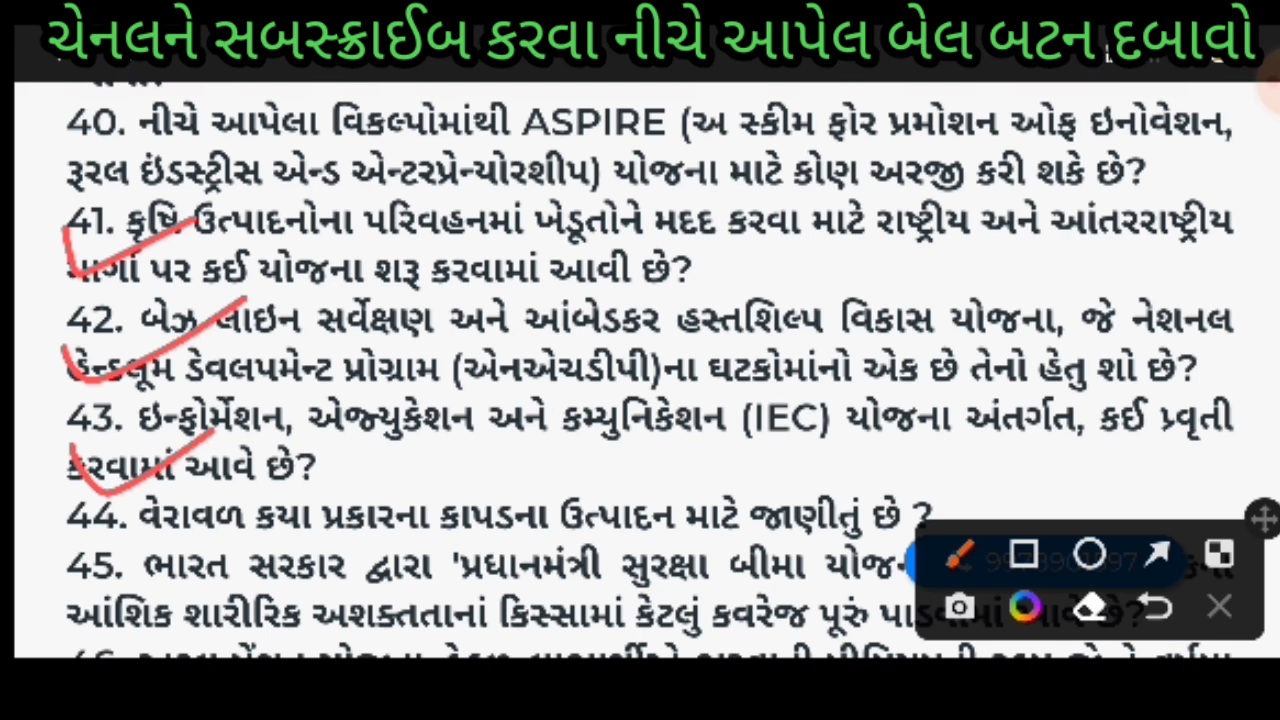 ચેનલને સબસ્ક્રાઈબ કરવા નીચે આપેલ બેલ બટન દબાવો
40. નીચે આપેલા વિકલ્પોમાંથી ASPIRE (અ સ્કીમ ફોર પ્રમોશન ઓફ ઇનોવેશન,
રૂરલ ઇંડસ્ટ્રીસ એન્ડ એન્ટરપ્રેન્યોરશીપ) યોજના માટે કોણ અરજી કરી શકે છે?
41. કૃષિ ઉત્પાદનોના પરિવહનમાં ખેડૂતોને મદદ કરવા માટે રાષ્ટ્રીય અને આંતરરાષ્ટ્રીય
માર્ગો પર કઈ યોજના શરૂ કરવામાં આવી છે?
42. બેઝ લાઇન સર્વેક્ષણ અને આંબેડકર હસ્તશિલ્પ વિકાસ યોજના, જે નેશનલ
હેન્ડલૂમ ડેવલપમેન્ટ પ્રોગ્રામ (એનએચડીપી)ના ઘટકોમાંનો એક છે તેનો હેતુ શો છે?
43. ઇન્ફોર્મેશન, એજ્યુકેશન અને કમ્યુનિકેશન (IEC) યોજના અંતર્ગત, કઈ પ્રવૃતી
કરવામાં આવે છે?
44. વેરાવળ કયા પ્રકારના કાપડના ઉત્પાદન માટે જાણીતું છે ?
45. ભારત સરકાર દ્વારા 'પ્રધાનમંત્રી સુરક્ષા બીમા
આંશિક શારીરિક અશક્તતાનાં કિસ્સામાં કેટલું કવરેજ પૂરું પાડવામાં આવે છે?